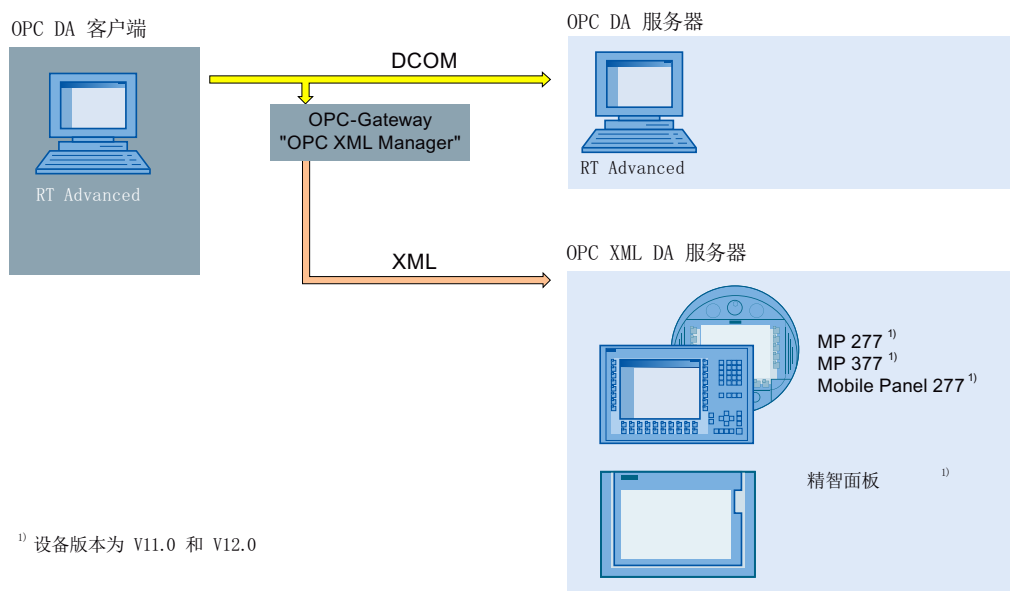 OPC DA 客户端
OPC DA 服务器
DCOM
OPC-Gateway
"OPC XML Manager"
RT Advanced
RT Advanced
OPC XML DA 服务器
XML
MP 277 1)
MP 377 1)
Mobile Panel 277 1)
精智面板 1)
1) 设备版本为 V11.0 和 V12.0